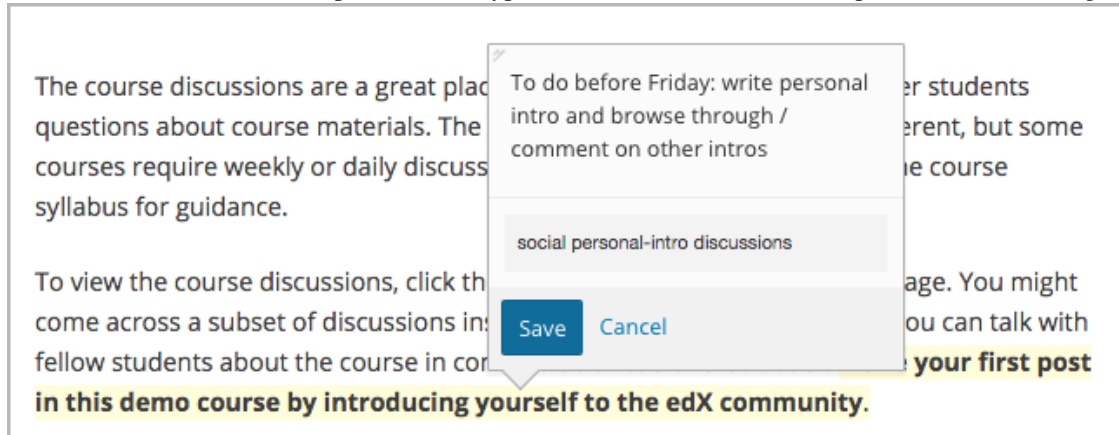 The course discussions are a great plac
er students
questions about course materials. The
erent, but some
courses require weekly or daily discuss
e course
syllabus for guidance.
To do before Friday: write personal
intro and browse through /
comment on other intros
social personal-intro discussions
Save Cancel
To view the course discussions, click th
age. You might
come across a subset of discussions in
ou can talk with
fellow students about the course in co
your first post
in this demo course by introducing yourself to the edX community.